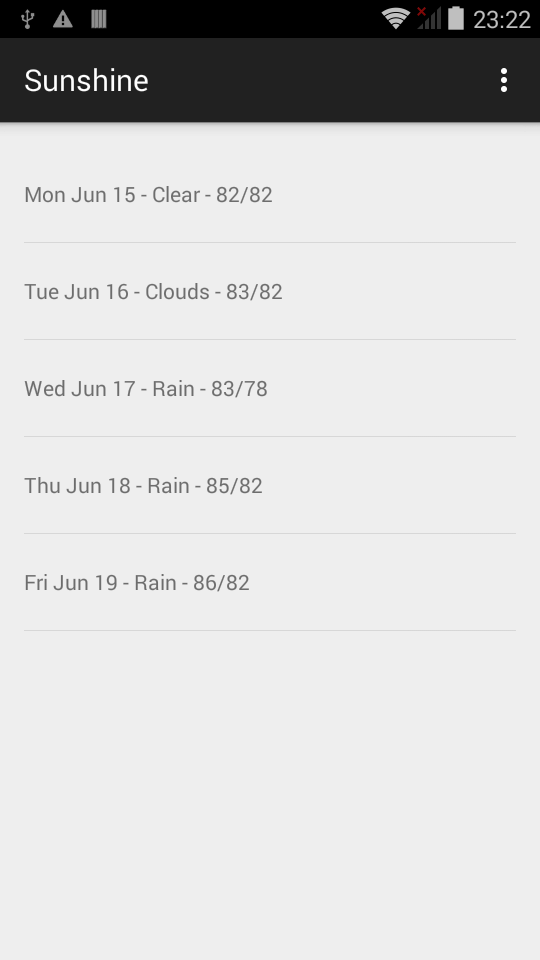 23:22
Sunshine
Mon Jun 15 - Clear - 82/82
Tue Jun 16 - Clouds - 83/82
Wed Jun 17 - Rain - 83/78
Thu Jun 18 - Rain - 85/82
Fri Jun 19 - Rain - 86/82